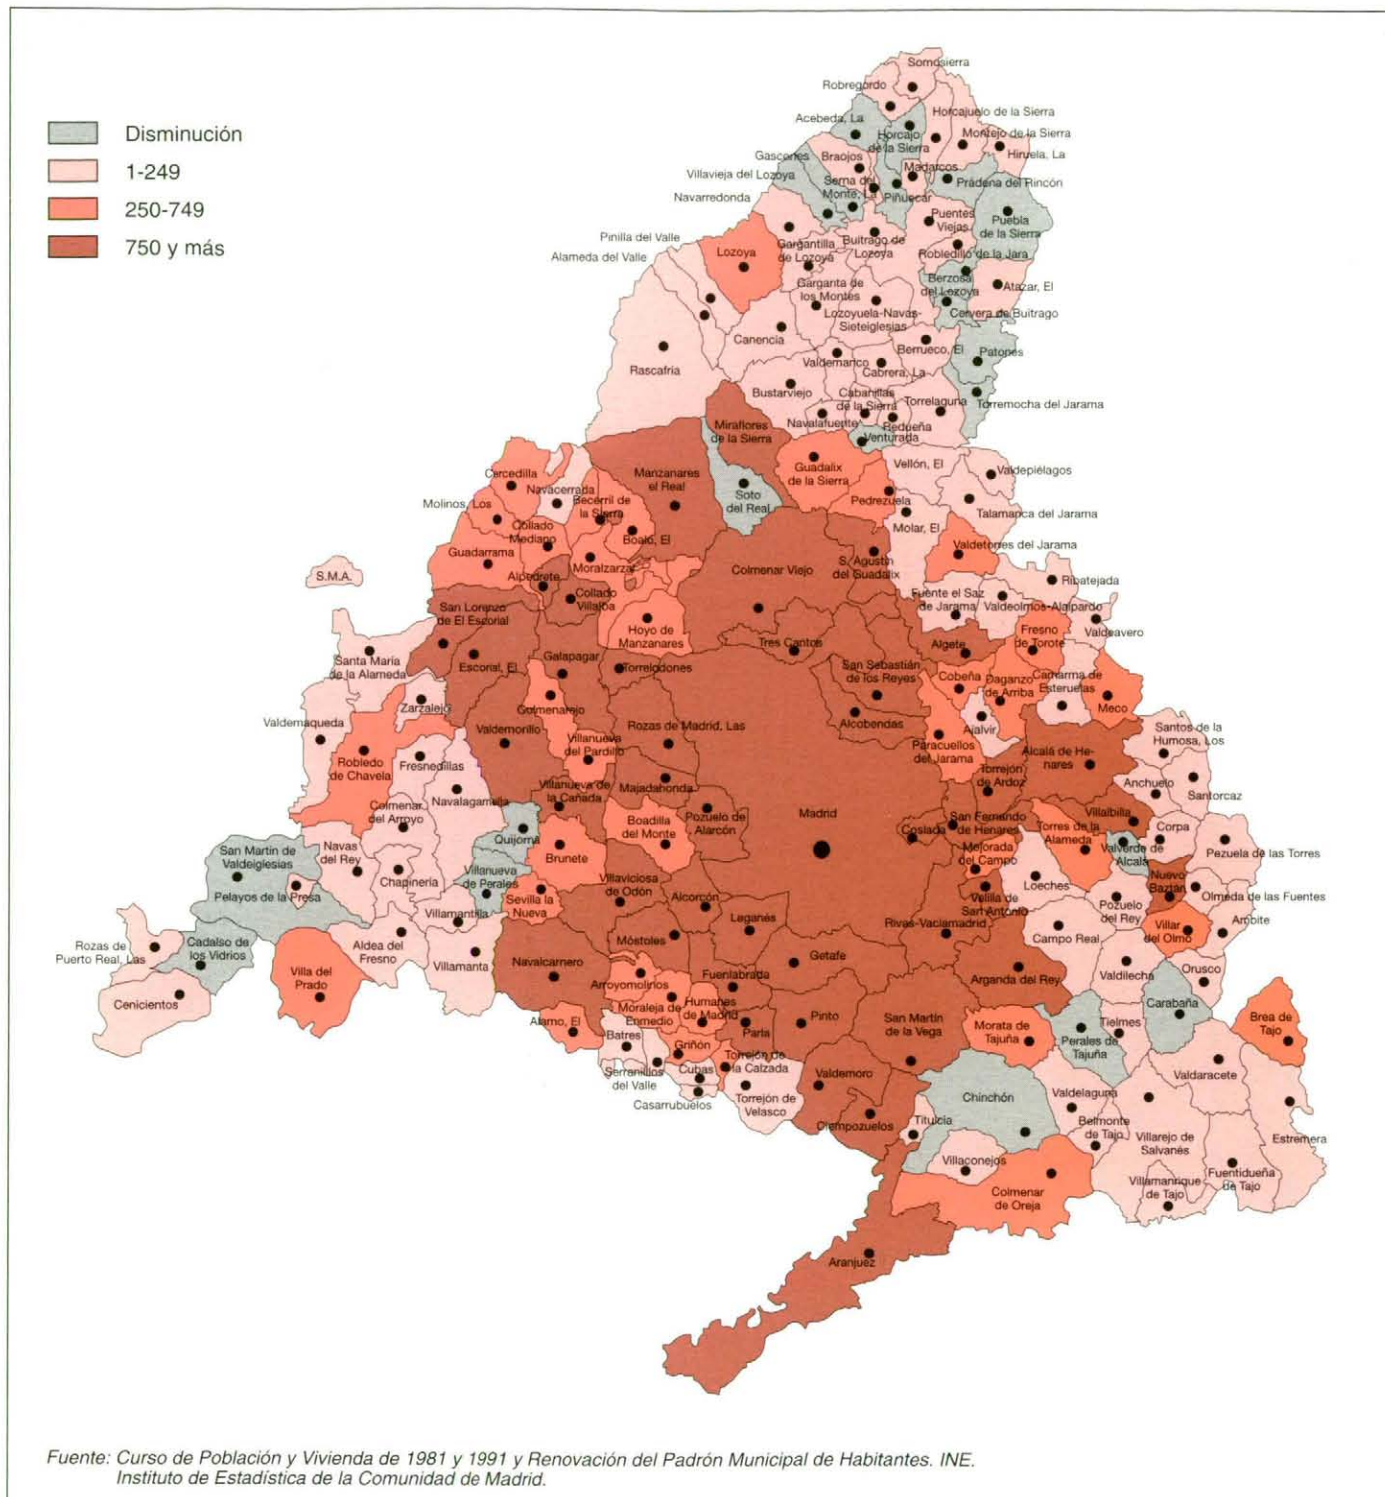 Disminución
1-249
250-749
750 y más
Somosierra
Robregordo
Horcajuelo de la Sierra
Acebeda, La
Horcajo
de la Sierra
Montejo de la Sierra
Hiruela, La
Gascones
Braojos
Madarcos
Villavieja del Lozoya
Serna del
Monte, La
Piñuecar
Prádena del Rincón
Navarredonda
Puentes
Viejas
Puebla
de la Sierra
Pinilla del Valle
Alameda del Valle
Lozoya
Gargantilla
de Lozoya
Buitrago de
Lozoya
Robledillo de la Jara
Berzosa
del Lozoya
Atazar, El
Garganta de
los Montes
Lozoyuela-Navas-
Sieteiglesias
Cervera de Buitrago
Canencia
Rascafría
Valdemanco
Berrueco, El
Cabrera, La
Patones
Bustarviejo
Cabanillas
de la Sierra
Torrelaguna
Torremocha del Jarama
Navalafuente
Redueña
Venturada
Miraflores
de la Sierra
Guadalix
de la Sierra
Vellón, El
Valdepiélagos
Cercedilla
Manzanares
el Real
Soto
del Real
Pedrezuela
Navacerrada
Becerril de
la Sierra
Molinos, Los
Talamanca del Jarama
Collado
Mediano
Boalo, El
Molar, El
Valdetorres del Jarama
Guadarrama
Moralzarzal
Colmenar Viejo
S. Agustín
del Guadalix
S.M.A.
Alpedrete
Collado
Villalba
Ribatejada
Fuente el Saz
de Jarama
Valdeolmos-Alalpardo
San Lorenzo
de El Escorial
Hoyo de
Manzanares
Tres Cantos
Algete
Fresno
de Torote
Valdeavero
Santa María
de la Alameda
Escorial, El
Galapagar
Torrelodones
San Sebastián
de los Reyes
Cobeña
Daganzo
de Arriba
Camarma de
Esteruelas
Meco
Zarzalejo
Colmenarejo
Alcobendas
Ajalvir
Valdemaqueda
Valdemorillo
Rozas de Madrid, Las
Villanueva
del Pardillo
Paracuellos
del Jarama
Alcalá de He-
nares
Santos de la
Humosa, Los
Robledo
de Chavela
Fresnedillas
Majadahonda
Torrejón
de Ardoz
Anchuelo
Santorcaz
Navalagamella
Villanueva de
la Cañada
Colmenar
del Arroyo
Pozuelo de
Alarcón
Boadilla
del Monte
Madrid
Coslada
San Fernando
de Henares
Villalbilla
Torres de la
Alameda
Corpa
Quijorna
Brunete
Mejorada
del Campo
Valverde de
Alcalá
Pezuela de las Torres
San Martín de
Valdeiglesias
Navas
del Rey
Chapinería
Villanueva
de Perales
Villaviciosa
de Odón
Alcorcón
Loeches
Nuevo
Baztán
Pelayos de la Presa
Sevilla la
Nueva
Velilla de
San Antonio
Pozuelo
del Rey
Olmeda de las Fuentes
Villamantilla
Leganés
Rivas-Vaciamadrid
Campo Real
Villar
del Olmo
Ambite
Rozas de
Puerto Real, Las
Cadalso de
los Vidrios
Aldea del
Fresno
Móstoles
Getafe
Villa del
Prado
Villamanta
Navalcarnero
Fuenlabrada
Arganda del Rey
Valdilecha
Orusco
Cenicientos
Arroyomolinos
Moraleja de
Enmedio
Humanes
de Madrid
Carabaña
Brea de
Tajo
Alamo, El
Parla
Pinto
San Martín
de la Vega
Morata de
Tajuña
Perales de
Tajuña
Tielmes
Batres
Griñón
Serranillos
del Valle
Cubas
Torrejón de
la Calzada
Valdaracete
Casarrubuelos
Torrejón de
Velasco
Valdemoro
Chinchón
Valdelaguna
Ciempozuelos
Titulcia
Belmonte
de Tajo
Villarejo de
Salvanés
Estremera
Villaconejos
Fuentidueña
de Tajo
Colmenar
de Oreja
Villamanrique
de Tajo
Aranjuez
Fuente: Curso de Población y Vivienda de 1981 y 1991 y Renovación del Padrón Municipal de Habitantes. INE.
Instituto de Estadística de la Comunidad de Madrid.